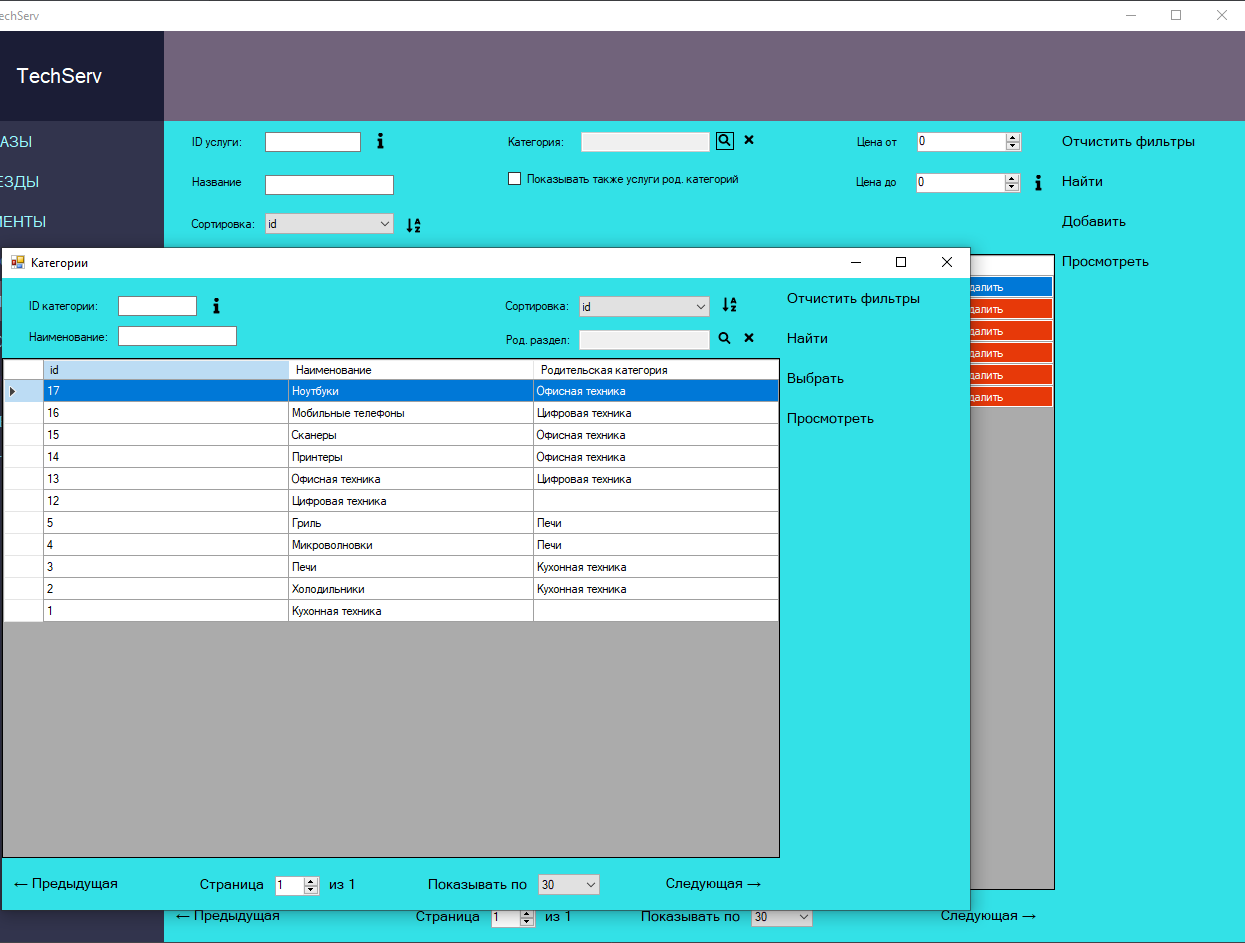 echServ
TechServ
АЗЫ
ЕЗДЫ
МЕНТЫ
ID услуги:
Категория:
Цена от 0
Отчистить фильтры
Название
Показывать также услуги род. категорий
Цена до 0
Найти
Сортировка: id
Добавить
Просмотреть
Категории
ID категории:
Сортировка: id
Отчистить фильтры
Наименование:
Род. раздел:
Найти
Выбрать
Просмотреть
id Наименование Родительская категория
17 Ноутбуки Офисная техника
16 Мобильные телефоны Цифровая техника
15 Сканеры Офисная техника
14 Принтеры Офисная техника
13 Офисная техника Цифровая техника
12 Цифровая техника
5 Гриль Печи
4 Микроволновки Печи
3 Печи Кухонная техника
2 Холодильники Кухонная техника
1 Кухонная техника
далить
далить
далить
далить
далить
далить
← Предыдущая Страница 1 из 1 Показывать по 30 Следующая →
← Предыдущая Страница 1 из 1 Показывать по 30 Следующая →